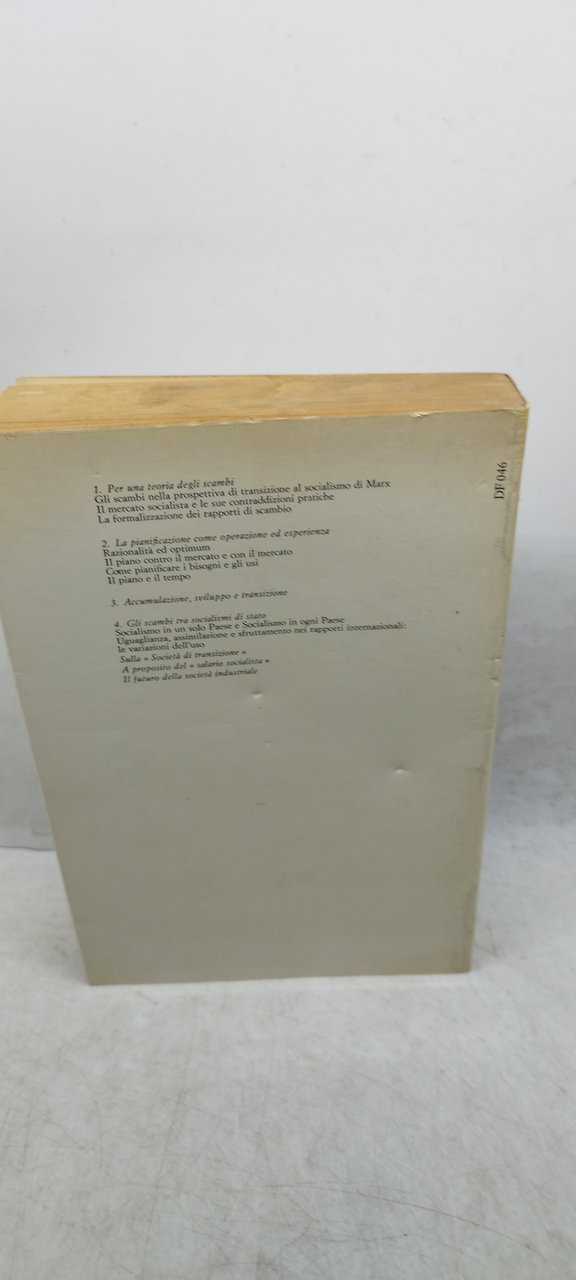 1. Per una teoria degli scambi
Gli scambi nella prospettiva di transizione al socialismo di Marx
Il mercato socialista e le sue contraddizioni pratiche
La formalizzazione dei rapporti di scambio
2. La pianificazione come operazione ed esperienza
Razionalità ed optimum
Il piano contro il mercato e con il mercato
Come pianificare i bisogni e gli usi
Il piano e il tempo
3. Accumulazione, sviluppo e transizione
4. Gli scambi tra socialismi di stato
Socialismo in un solo Paese e Socialismo in ogni Paese
Uguaglianza, assimilazione e sfruttamento nei rapporti internazionali:
le variazioni dell'uso
Sulla « Società di transizione »
A proposito del « salario socialista »
Il futuro della società industriale
DF 046